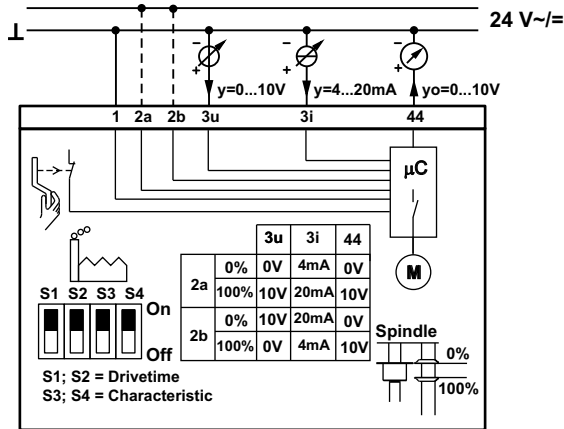 24 V~/=
⊥
− − −
+ + +
y=0...10V y=4...20mA yo=0...10V
1 2a 2b 3u 3i 44
µC
M
3u 3i 44
2a 0% 0V 4mA 0V
100% 10V 20mA 10V
2b 0% 10V 20mA 0V
100% 0V 4mA 10V
S1 S2 S3 S4
On
Off
S1; S2 = Drivetime
S3; S4 = Characteristic
Spindle
0%
100%